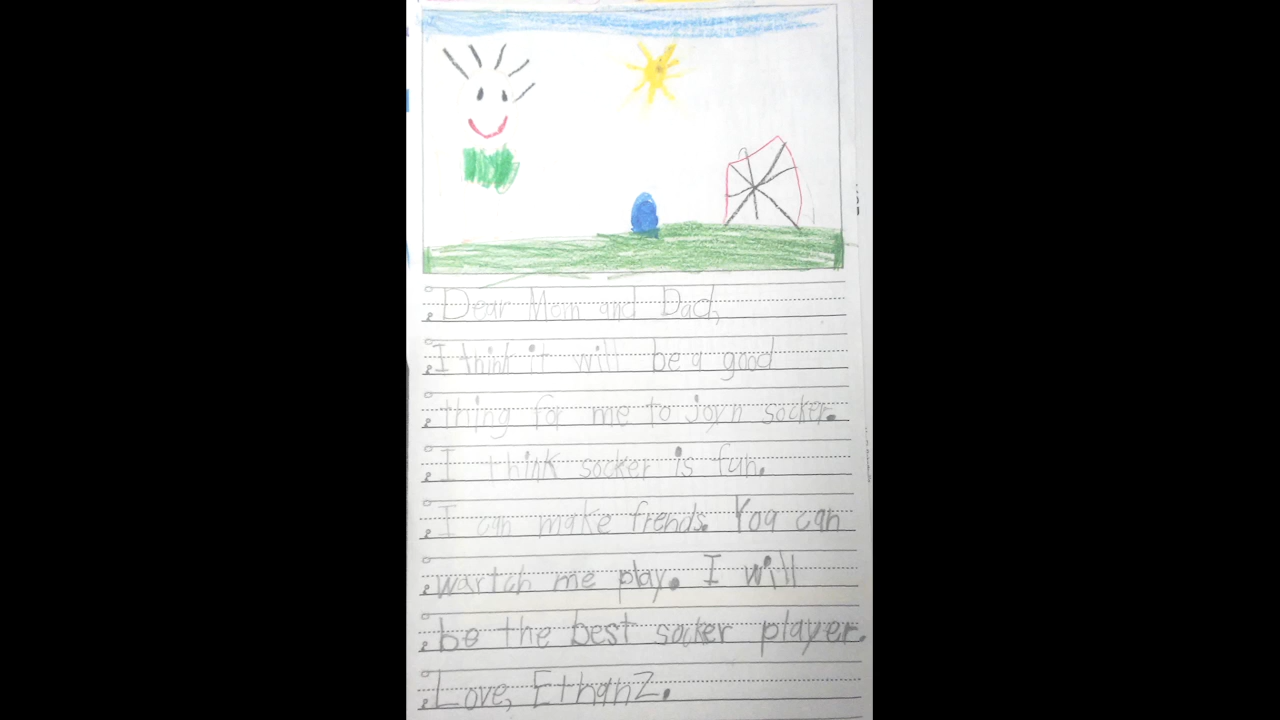 Dear Mom and Dad,
I think it will be a good
thing for me to joyn socker.
I think socker is fun.
I can make frends. You can
wartch me play. I will
be the best socker player.
Love, EthanZ.